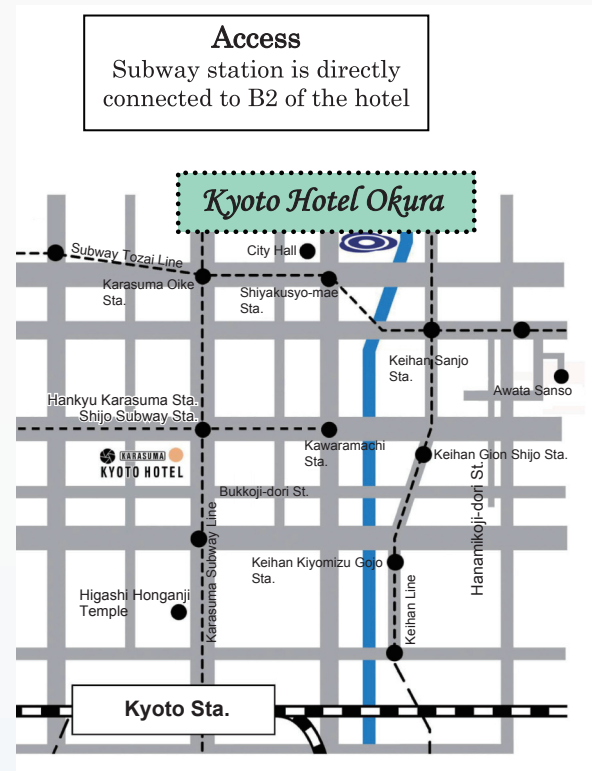 Access
Subway station is directly
connected to B2 of the hotel
Kyoto Hotel Okura
Subway Tozai Line
City Hall
Karasuma Oike
Sta.
Shiyakusyo-mae
Sta.
Keihan Sanjo
Sta.
Awata Sanso
Hankyu Karasuma Sta.
Shijo Subway Sta.
Kawaramachi
Sta.
Keihan Gion Shijo Sta.
KARASUMA
KYOTO HOTEL
Bukkoji-dori St.
Hanamikoji-dori St.
Karasuma Subway Line
Keihan Kiyomizu Gojo
Sta.
Higashi Honganji
Temple
Keihan Line
Kyoto Sta.